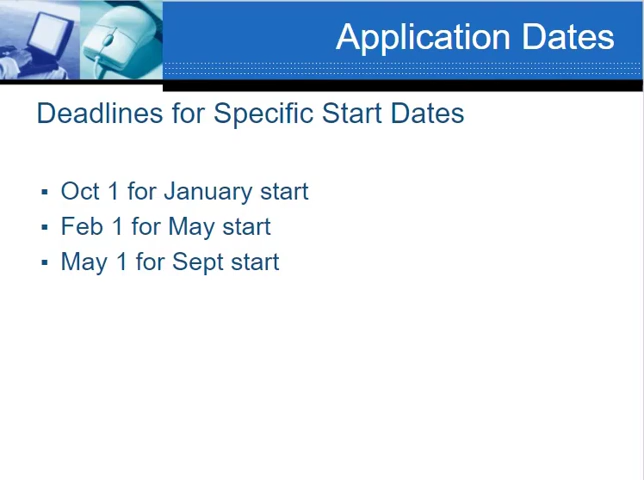 Application Dates
Deadlines for Specific Start Dates
▪ Oct 1 for January start
▪ Feb 1 for May start
▪ May 1 for Sept start